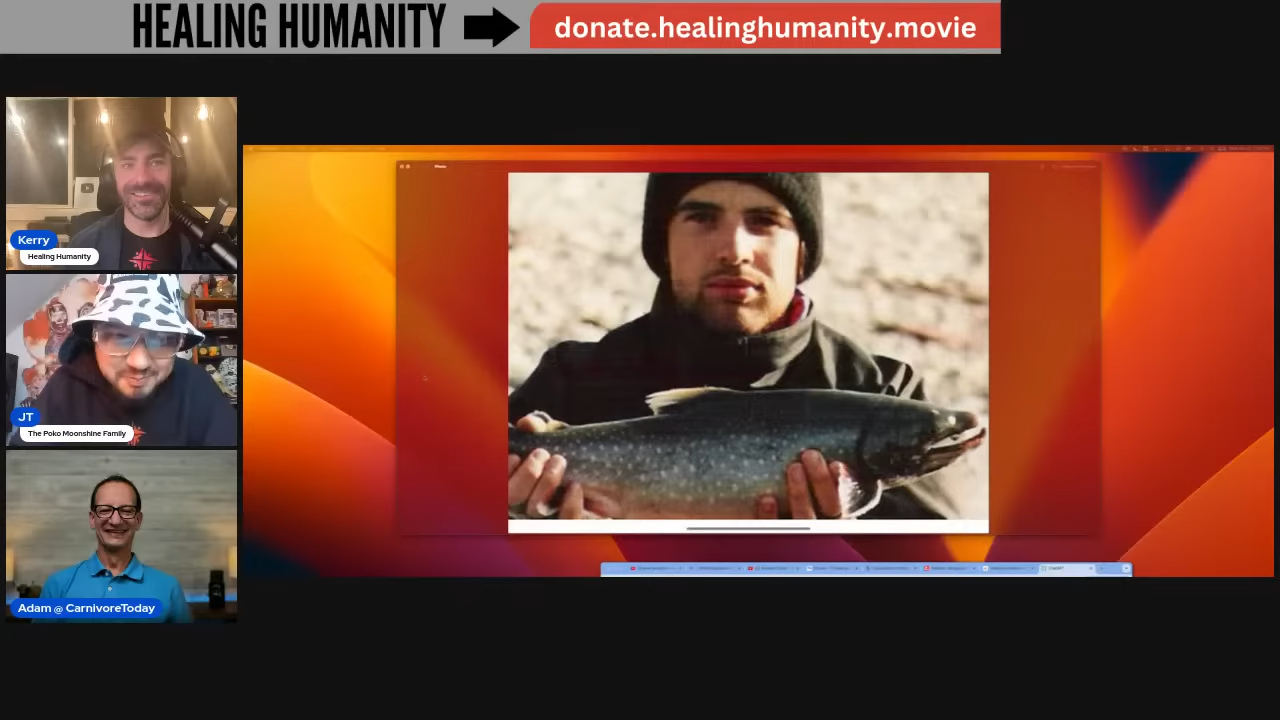 HEALING HUMANITY
donate.healinghumanity.movie
Kerry
Healing Humanity
JT
The Poko Moonshine Family
Adam @ CarnivoreToday